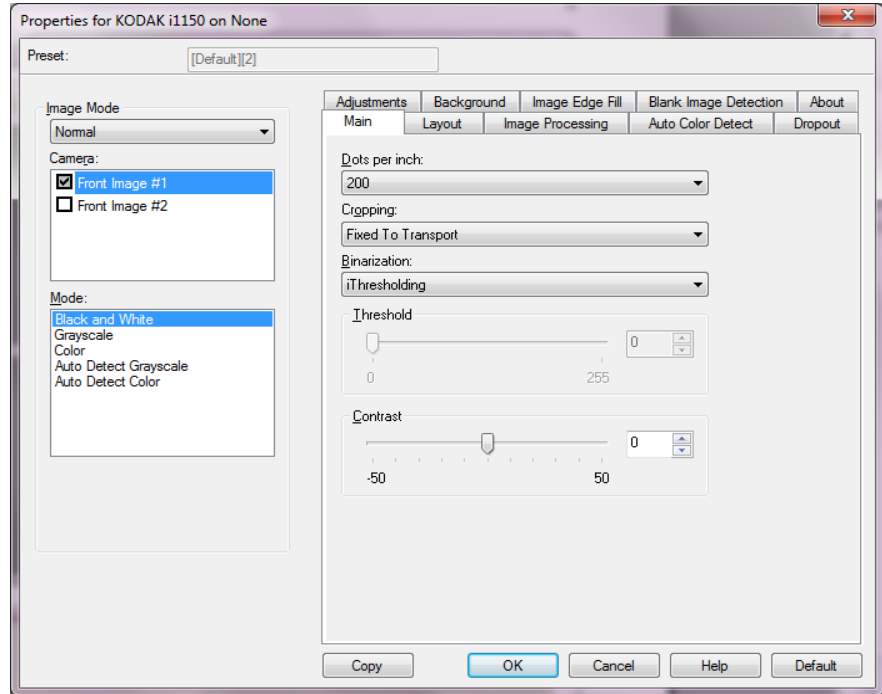 Properties for KODAK i1150 on None
Preset:
[Default][2]
Image Mode
Normal
Camera:
Front Image #1
Front Image #2
Mode:
Black and White
Grayscale
Color
Auto Detect Grayscale
Auto Detect Color
Adjustments Background Image Edge Fill Blank Image Detection About
Main Layout Image Processing Auto Color Detect Dropout
Dots per inch:
200
Cropping:
Fixed To Transport
Binarization:
iThresholding
Threshold
0
0 255
Contrast
0
-50 50
Copy OK Cancel Help Default